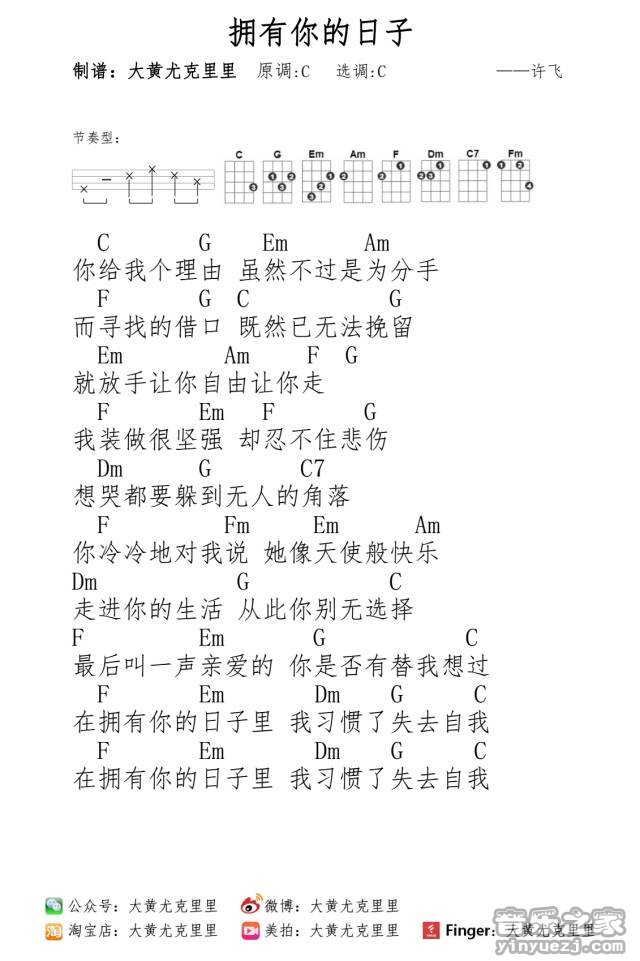 拥有你的日子
制谱：大黄尤克里里 原调:C 选调:C ——许飞
节奏型：
C G Em Am F Dm C7 Fm
C G Em Am
你给我个理由 虽然不过是为分手
F G C G
而寻找的借口 既然已无法挽留
Em Am F G
就放手让你自由让你走
F Em F G
我装做很坚强 却忍不住悲伤
Dm G C7
想哭都要躲到无人的角落
F Fm Em Am
你冷冷地对我说 她像天使般快乐
Dm G C
走进你的生活 从此你别无选择
F Em G C
最后叫一声亲爱的 你是否有替我想过
F Em Dm G C
在拥有你的日子里 我习惯了失去自我
F Em Dm G C
在拥有你的日子里 我习惯了失去自我
公众号：大黄尤克里里 微博：大黄尤克里里
淘宝店：大黄尤克里里 美拍：大黄尤克里里 Finger：大黄尤克里里
音乐之家
yinyuezj.com